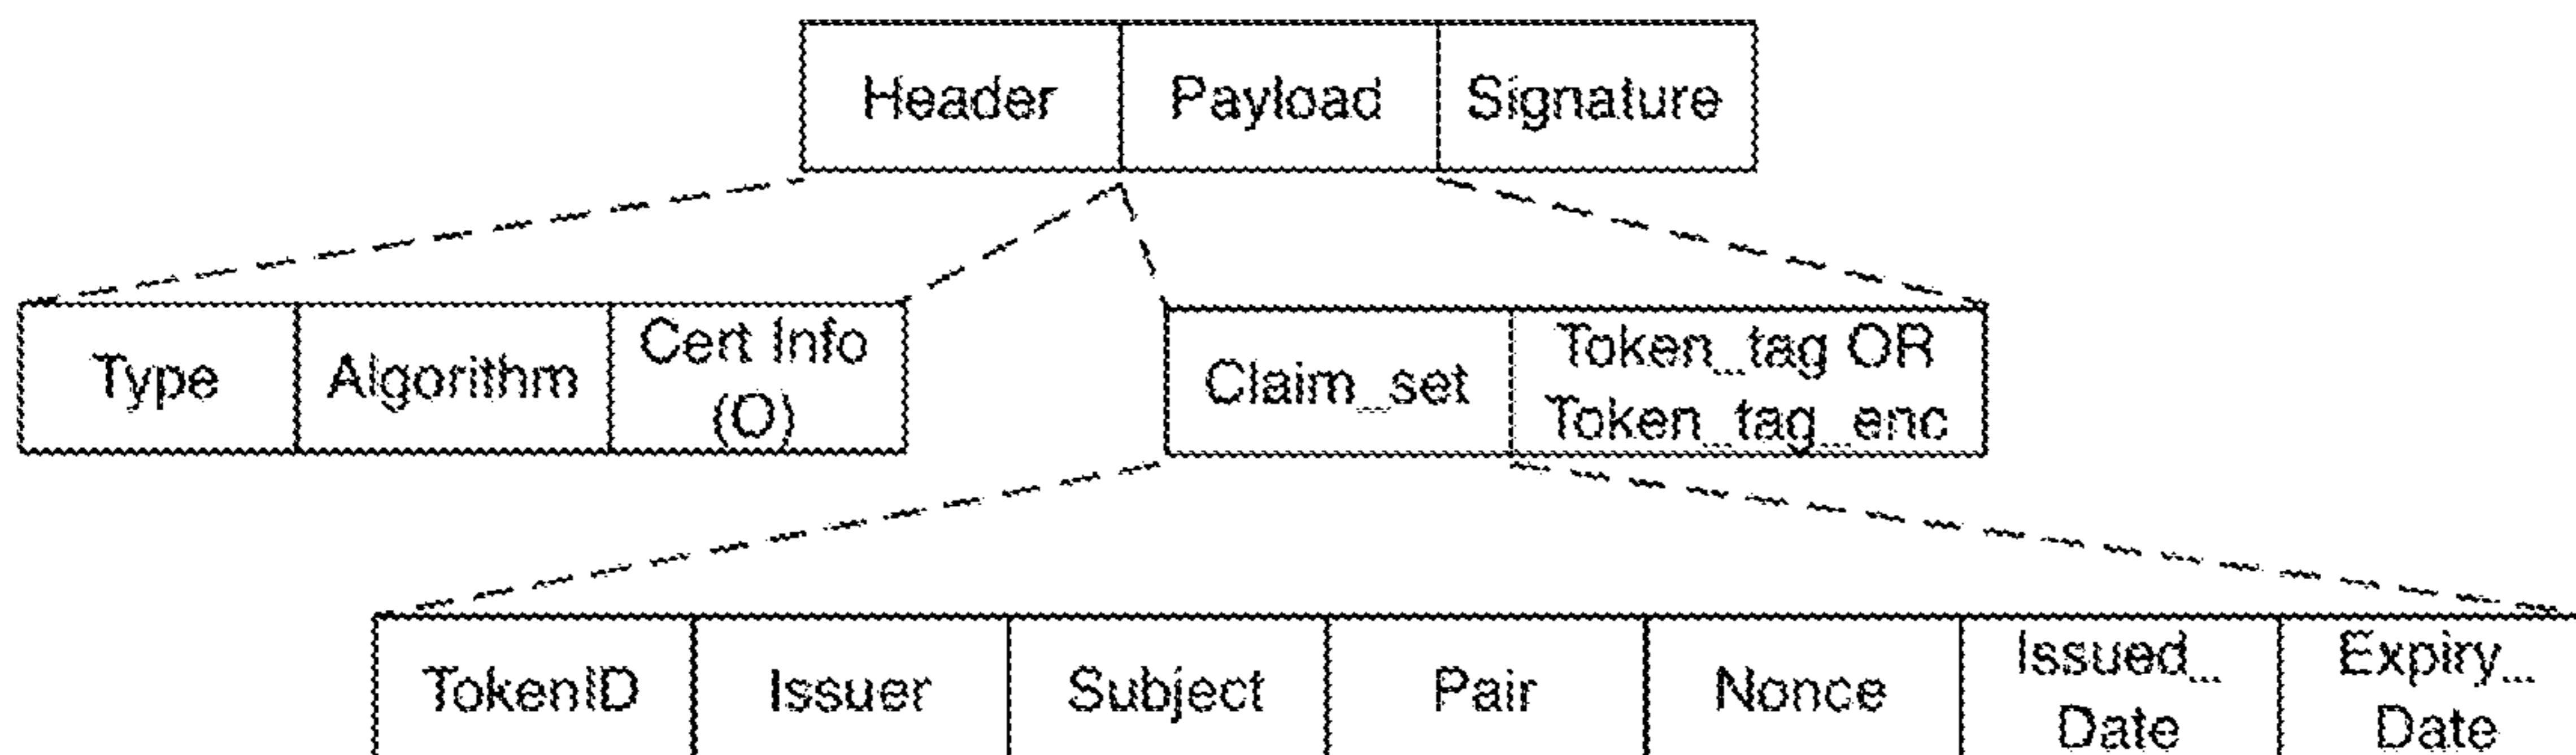 Header Payload Signature
Type Algorithm Cert Info (O) Claim_set Token_tag OR Token_tag_enc
TokenID Issuer Subject Pair Nonce Issued_ Date Expiry_ Date